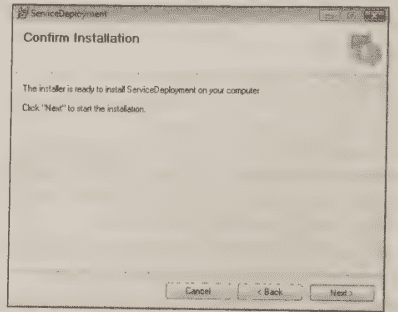 ServiceDeployment
Confirm Installation
The installer is ready to install ServiceDeployment on your computer
Click "Next" to start the installation.
Cancel
< Back
Next >